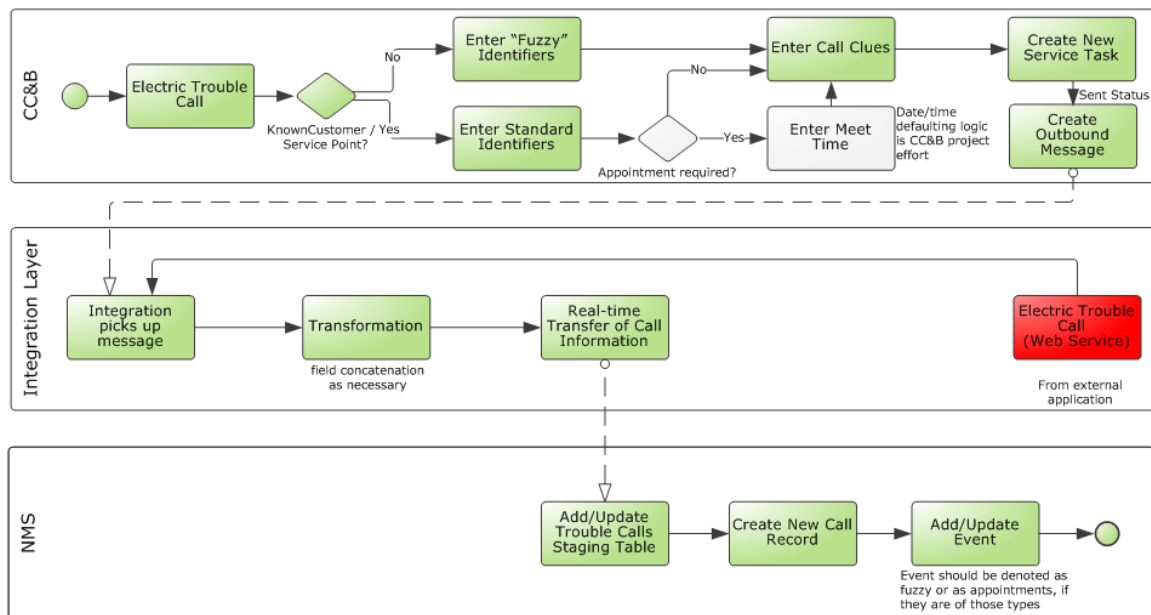 CC&B
Electric Trouble
Call
KnownCustomer /
Service Point?
No
Yes
Enter "Fuzzy"
Identifiers
Enter Standard
Identifiers
Appointment required?
No
Yes
Enter Call Clues
Enter Meet
Time
Date/time
defaulting logic
is CC&B project
effort
Create New
Service Task
Sent Status
Create
Outbound
Message
Integration Layer
Integration
picks up
message
Transformation
field concatenation
as necessary
Real-time
Transfer of Call
Information
Electric Trouble
Call
(Web Service)
From external
application
NMS
Add/Update
Trouble Calls
Staging Table
Create New Call
Record
Add/Update
Event
Event should be denoted as
fuzzy or as appointments, if
they are of those types